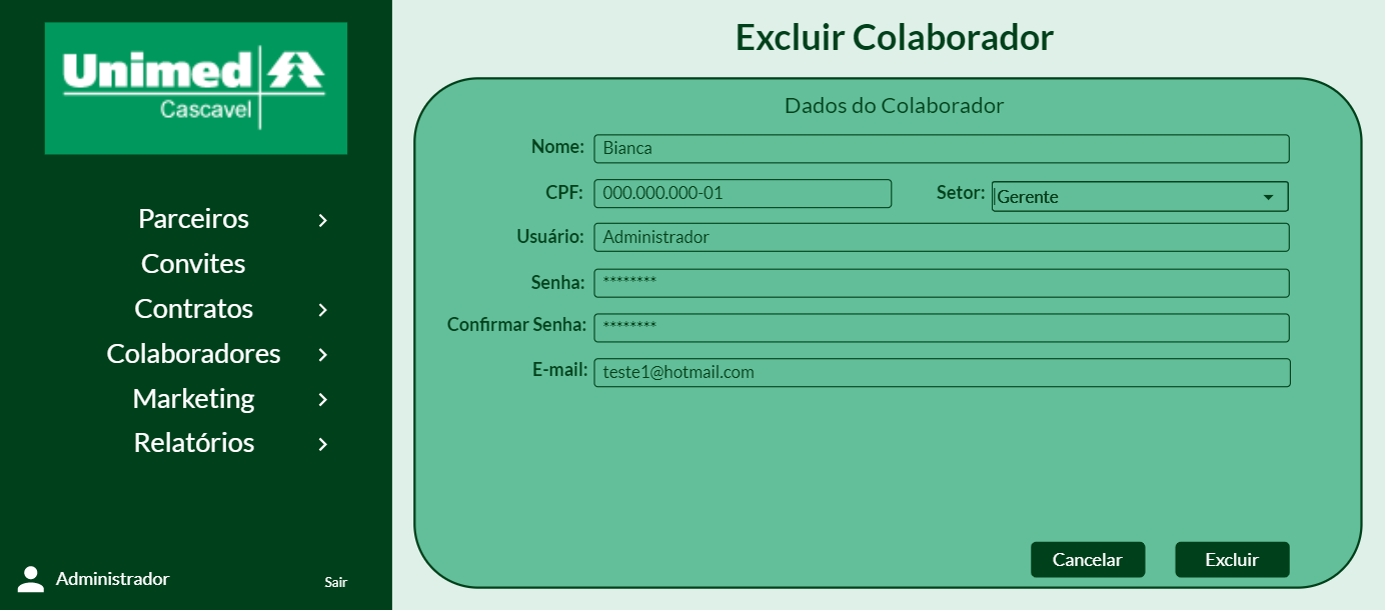 Unimed
Cascavel
Parceiros
Convites
Contratos
Colaboradores
Marketing
Relatórios
Administrador
Sair
Excluir Colaborador
Dados do Colaborador
Nome: Bianca
CPF: 000.000.000-01 Setor: Gerente
Usuário: Administrador
Senha: ********
Confirmar Senha: ********
E-mail: teste1@hotmail.com
Cancelar Excluir